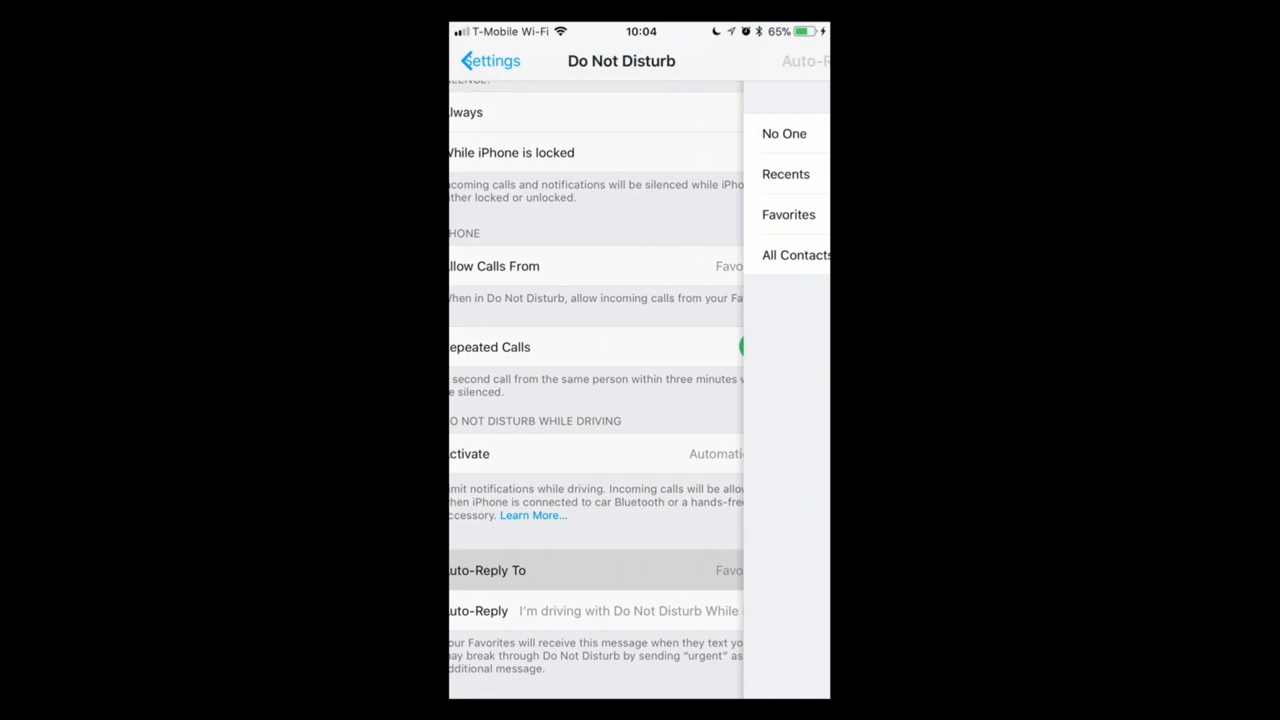 T-Mobile Wi-Fi 10:04 65%
Settings Do Not Disturb Auto-R
lways
While iPhone is locked
ncoming calls and notifications will be silenced while iPho
ither locked or unlocked.
HONE
llow Calls From Favo
When in Do Not Disturb, allow incoming calls from your Fa
epeated Calls
second call from the same person within three minutes w
e silenced.
O NOT DISTURB WHILE DRIVING
ctivate Automati
imit notifications while driving. Incoming calls will be allow
hen iPhone is connected to car Bluetooth or a hands-fre
ccessory. Learn More...
uto-Reply To Favo
uto-Reply I'm driving with Do Not Disturb While
our Favorites will receive this message when they text yo
ay break through Do Not Disturb by sending “urgent” as
dditional message.
No One
Recents
Favorites
All Contacts